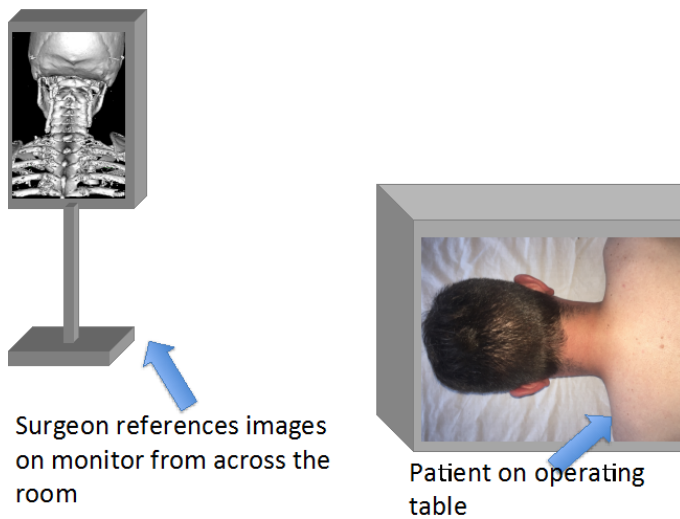 Surgeon references images
on monitor from across the
room
Patient on operating
table